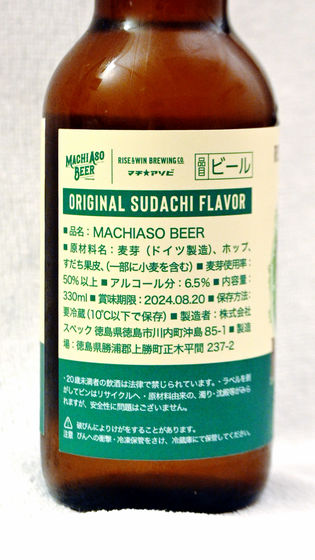 MACHI ASO
BEER
RISE & WIN BREWING CO.
マチ★アソビ
品目 ビール
ORIGINAL SUDACHI FLAVOR
■ 品名：MACHIASO BEER
■ 原材料名：麦芽（ドイツ製造）、ホップ、
すだち果皮、（一部に小麦を含む）■ 麦芽使用率：
50%以上 ■ アルコール分：6.5% ■ 内容量：
330ml ■ 賞味期限：2024.08.20 ■ 保存方法：
要冷蔵（10℃以下で保存）■ 製造者：株式会社
スペック 徳島県徳島市川内町沖島 85-1 ■ 製造
場：徳島県勝浦郡上勝町正木平間 237-2
・20歳未満者の飲酒は法律で禁じられています。・ラベルを剥
がしてビンはリサイクルへ・原材料由来の、濁り・沈殿等がみら
れますが、安全性に問題はございません。
注意 破びんによりけがをすることがあります。
びんへの衝撃・冷凍保管をさけ、冷蔵庫にて保管してください。